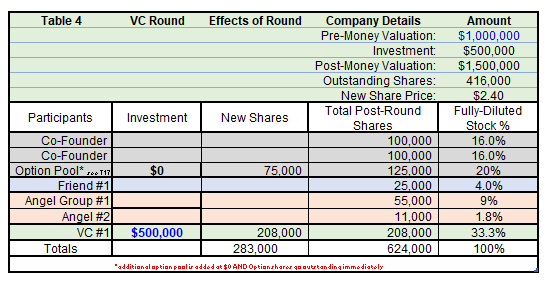 Table 4 VC Round Effects of Round Company Details Amount
Pre-Money Valuation: $1,000,000
Investment: $500,000
Post-Money Valuation: $1,500,000
Outstanding Shares: 416,000
New Share Price: $2.40
Participants Investment New Shares Total Post-Round Shares Fully-Diluted Stock %
Co-Founder 100,000 16.0%
Co-Founder 100,000 16.0%
Option Pool* see T17 $0 75,000 125,000 20%
Friend #1 25,000 4.0%
Angel Group #1 55,000 9%
Angel #2 11,000 1.8%
VC #1 $500,000 208,000 208,000 33.3%
Totals 283,000 624,000 100%
*additional option pool is added at $0 AND Option shares go outstanding immediately